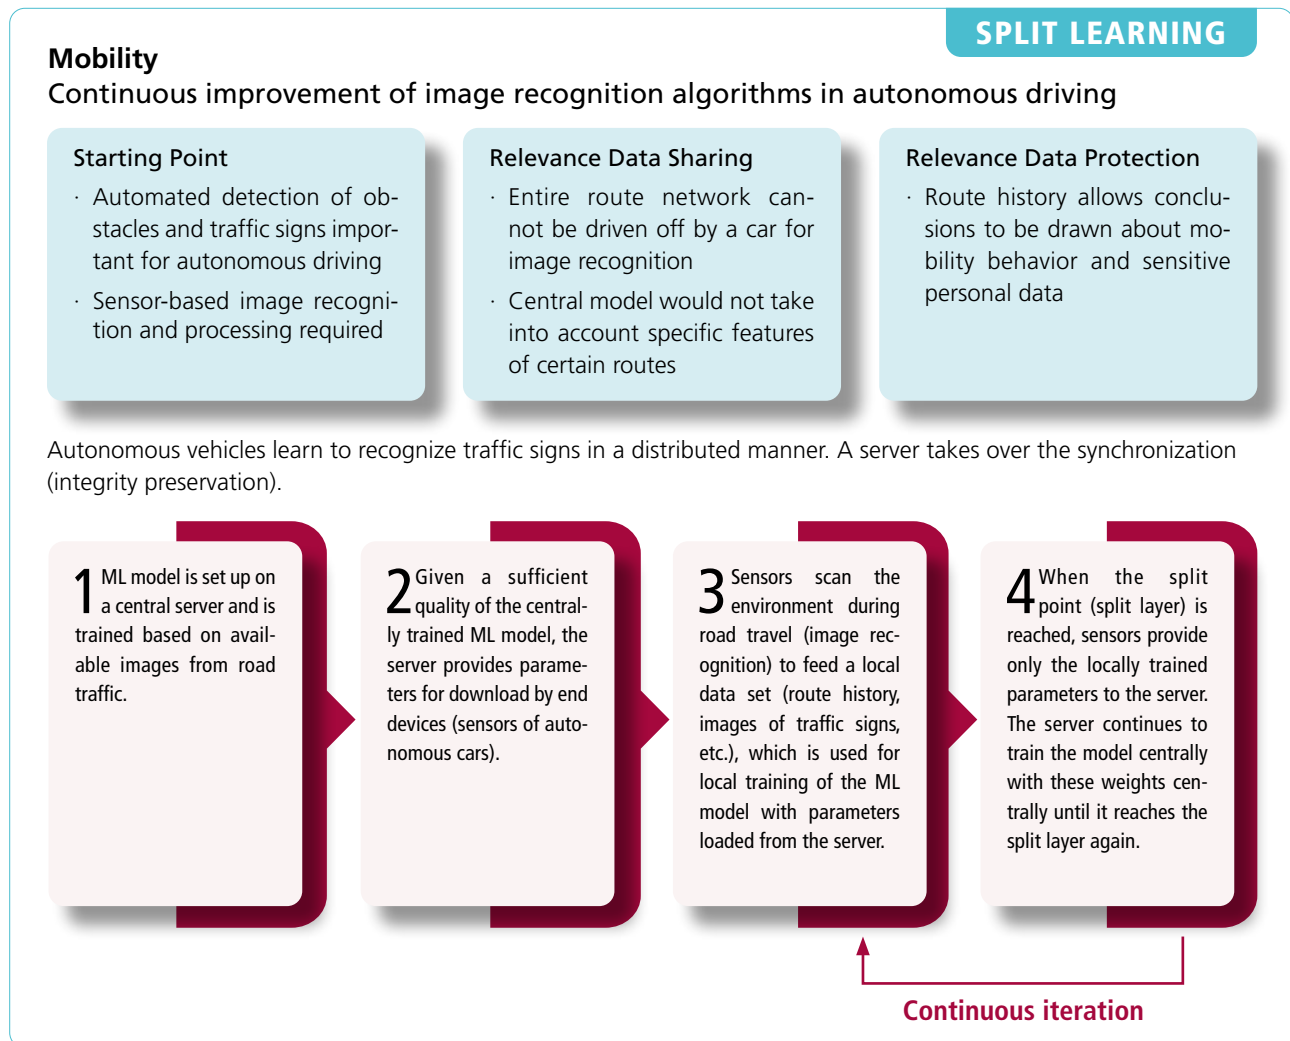 SPLIT LEARNING
Mobility
Continuous improvement of image recognition algorithms in autonomous driving
Starting Point
· Automated detection of ob-
stacles and traffic signs impor-
tant for autonomous driving
· Sensor-based image recogni-
tion and processing required
Relevance Data Sharing
· Entire route network can-
not be driven off by a car for
image recognition
· Central model would not take
into account specific features
of certain routes
Relevance Data Protection
· Route history allows conclu-
sions to be drawn about mo-
bility behavior and sensitive
personal data
Autonomous vehicles learn to recognize traffic signs in a distributed manner. A server takes over the synchronization
(integrity preservation).
1 ML model is set up on
a central server and is
trained based on avail-
able images from road
traffic.
2 Given a sufficient
quality of the central-
ly trained ML model, the
server provides parame-
ters for download by end
devices (sensors of auto-
nomous cars).
3 Sensors scan the
environment during
road travel (image rec-
ognition) to feed a local
data set (route history,
images of traffic signs,
etc.), which is used for
local training of the ML
model with parameters
loaded from the server.
4 When the split
point (split layer) is
reached, sensors provide
only the locally trained
parameters to the server.
The server continues to
train the model centrally
with these weights cen-
trally until it reaches the
split layer again.
Continuous iteration